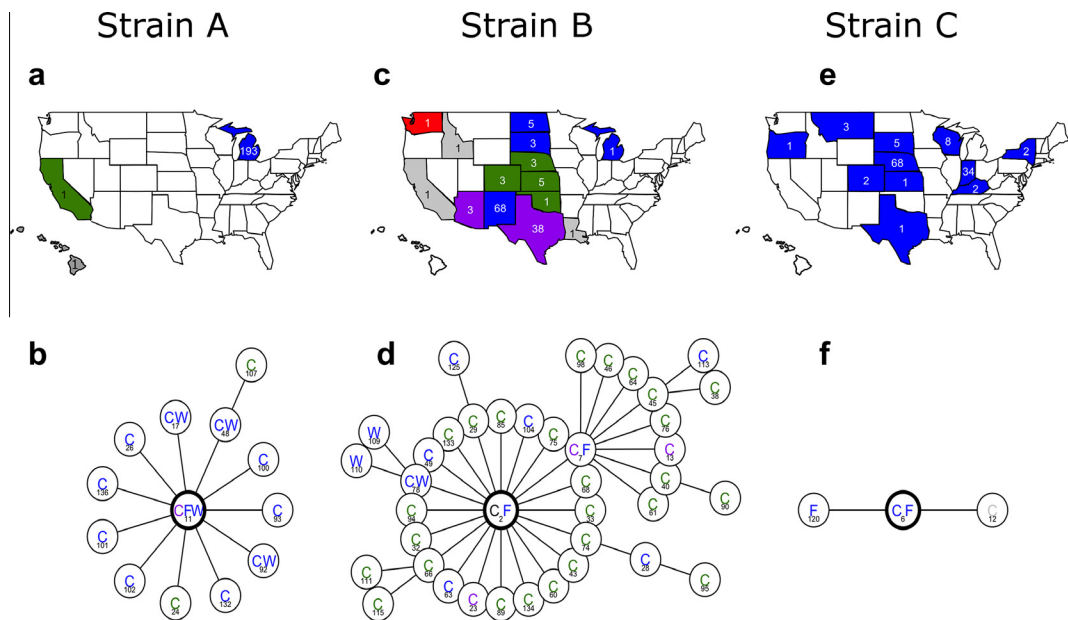 Strain A
Strain B
Strain C
a
c
e
1
193
1
1
1
1
5
3
3
3
5
1
3
68
38
1
1
1
3
5
68
2
1
1
8
34
2
2
b
C
107
CW
17
CW
48
C
26
C
100
C
136
CFW
11
C
93
C
101
CW
92
C
102
C
24
C
132
d
C
125
C
98
C
46
C
64
C
113
C
45
C
38
C
29
C
85
C
104
C
75
C
133
C
76
W
109
W
110
C
49
CW
78
C F
7
C
13
C
68
C
40
C
61
C
90
C
94
C F
2
C
33
C
32
C
74
C
66
C
43
C
28
C
111
C
115
C
63
C
23
C
89
C
134
C
60
C
95
f
F
120
C F
6
C
12